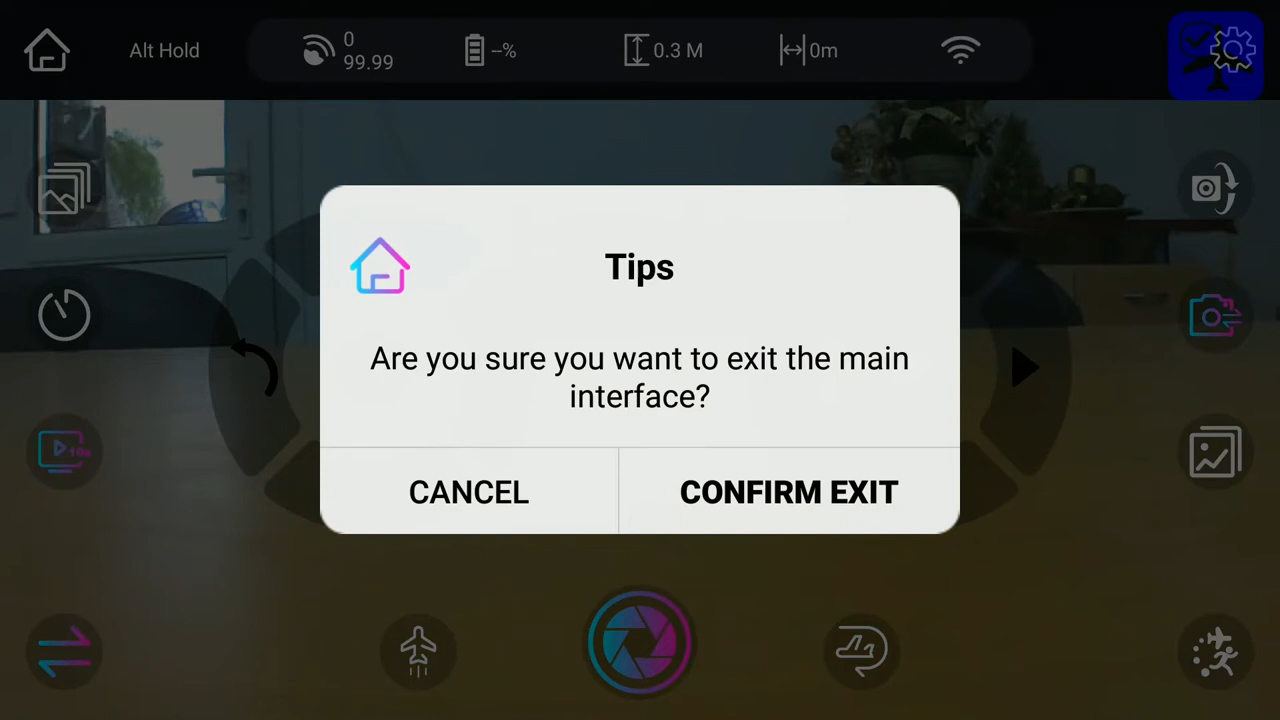 Alt Hold
0
99.99
--%
0.3 M
0m
Tips
Are you sure you want to exit the main
interface?
CANCEL
CONFIRM EXIT